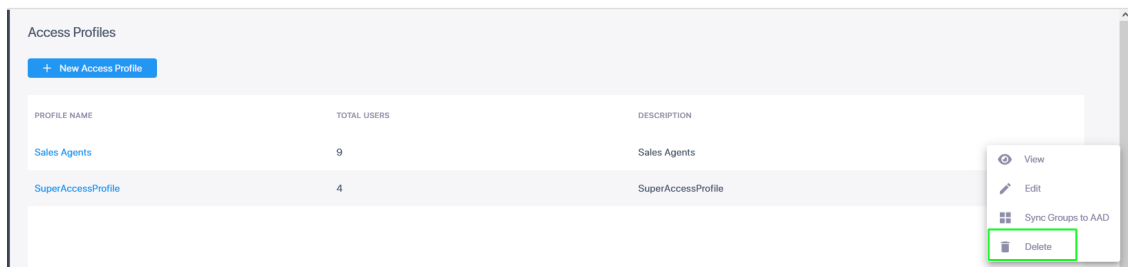 Access Profiles
+ New Access Profile
PROFILE NAME TOTAL USERS DESCRIPTION
Sales Agents 9 Sales Agents
SuperAccessProfile 4 SuperAccessProfile
View
Edit
Sync Groups to AAD
Delete